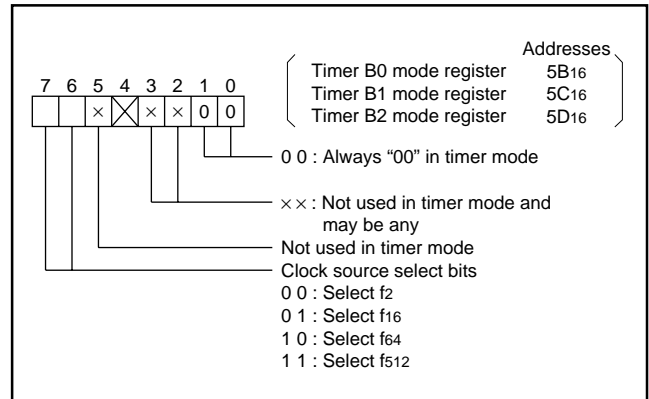 Addresses
Timer B0 mode register 5B16
Timer B1 mode register 5C16
Timer B2 mode register 5D16
7 6 5 4 3 2 1 0
× × × 0 0
0 0 : Always “00” in timer mode
×× : Not used in timer mode and
may be any
Not used in timer mode
Clock source select bits
0 0 : Select f2
0 1 : Select f16
1 0 : Select f64
1 1 : Select f512